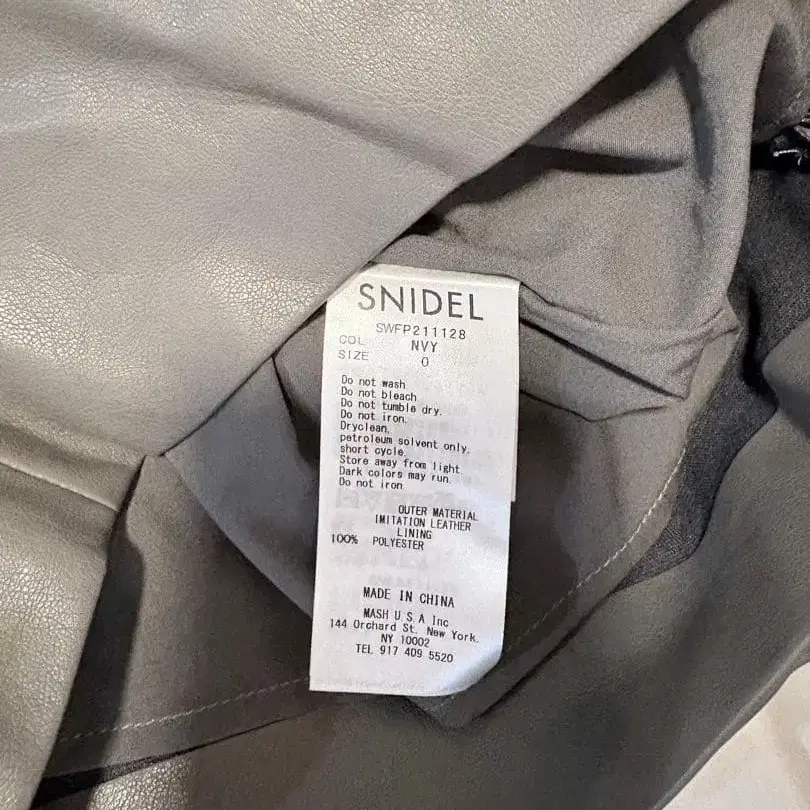 SNIDEL
SWFP211128
COL NVY
SIZE 0
Do not wash
Do not bleach
Do not tumble dry.
Do not iron.
Dryclean,
petroleum solvent only,
short cycle.
Store away from light
Dark colors may run.
Do not iron
OUTER MATERIAL
IMITATION LEATHER
LINING
100% POLYESTER
MADE IN CHINA
MASH U.S.A Inc
144 Orchard St. New York.
NY 10002
TEL 917 409 5520